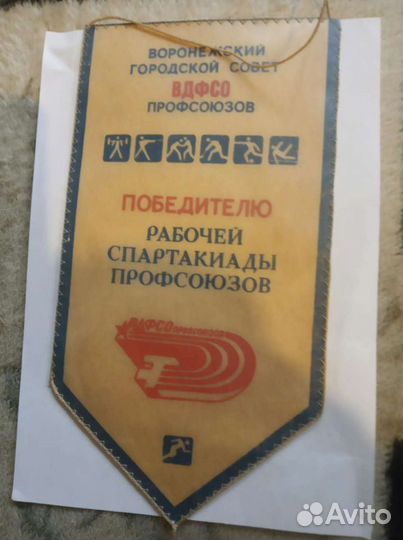 ВОРОНЕЖСКИЙ
ГОРОДСКОЙ СОВЕТ
ВДФСО
ПРОФСОЮЗОВ
ПОБЕДИТЕЛЮ
РАБОЧЕЙ
СПАРТАКИАДЫ
ПРОФСОЮЗОВ
ВДФСО ПРОФСОЮЗОВ
Avito